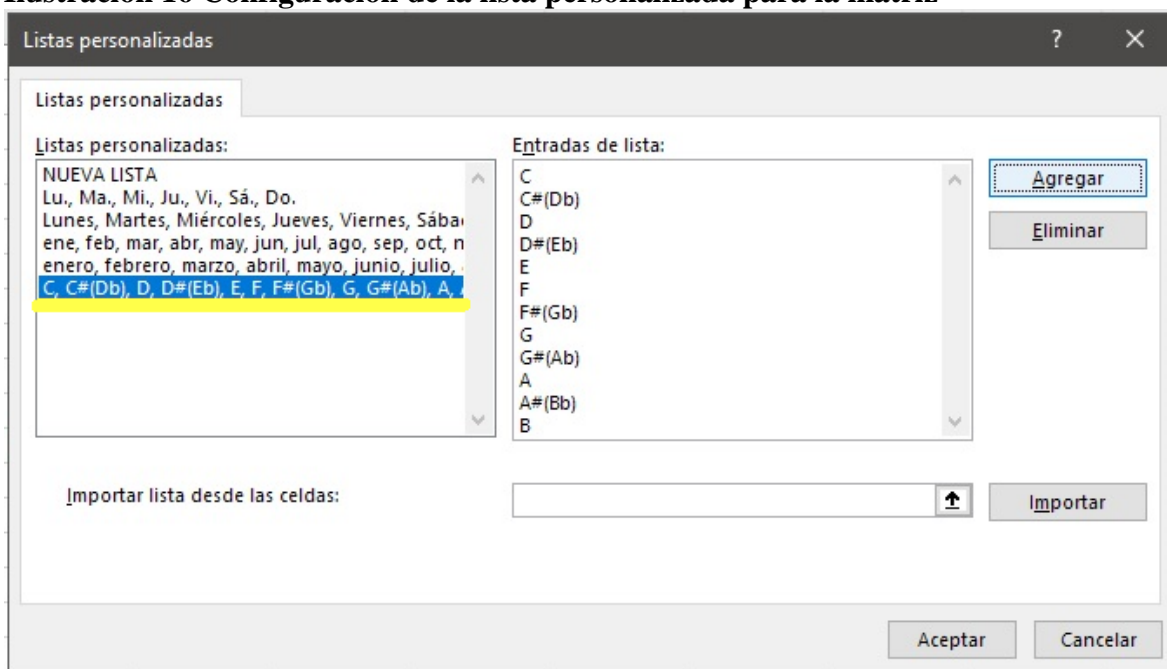 Ilustración 10 Configuración de la lista personalizada para la matriz
Listas personalizadas
?
Listas personalizadas
Listas personalizadas:
NUEVA LISTA
Lu., Ma., Mi., Ju., Vi., Sá., Do.
Lunes, Martes, Miércoles, Jueves, Viernes,
ene, feb, mar, abr, may, jun, jul, ago, sep, oct,
enero, febrero, marzo, abril, mayo, junio, julio,
C, C#(Db), D, D#(Eb), E, F, F#(Gb), G, G#(Ab), A,
Entradas de lista:
C
C#(Db)
D
D#(Eb)
E
F
F#(Gb)
G
G#(Ab)
A
A#(Bb)
B
Agregar
Eliminar
Importar lista desde las celdas:
Importar
Aceptar
Cancelar